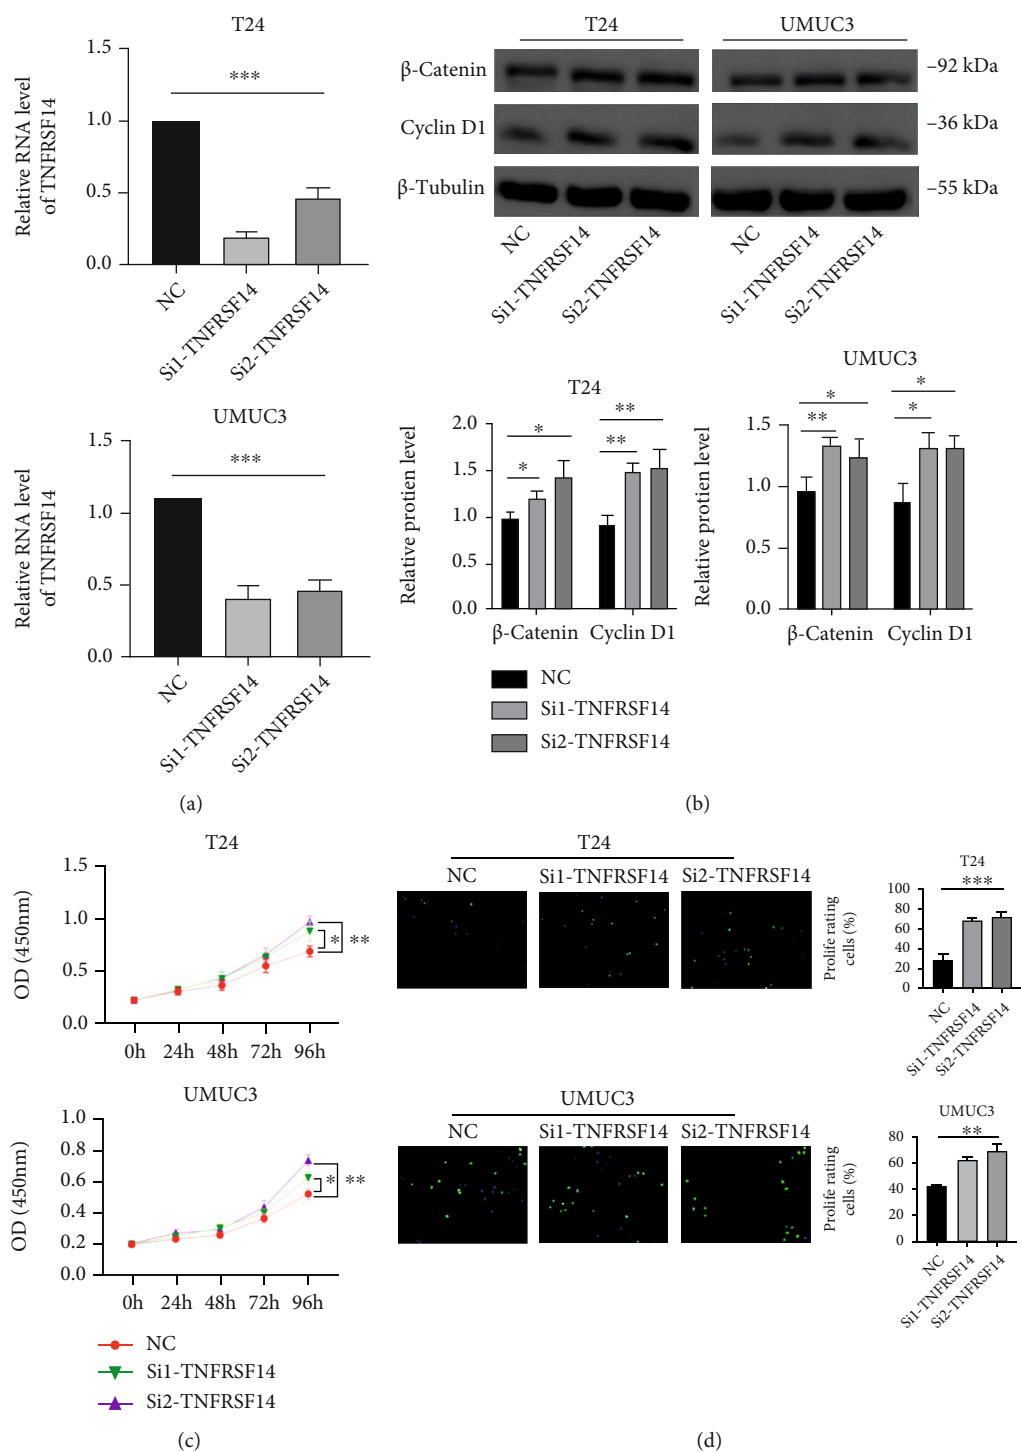 T24
Relative RNA level
of TNFRSF14
1.5
1.0
0.5
0.0
***
NC
Si1-TNFRSF14
Si2-TNFRSF14
UMUC3
Relative RNA level
of TNFRSF14
1.5
1.0
0.5
0.0
***
NC
Si1-TNFRSF14
Si2-TNFRSF14
(a)
T24 UMUC3
β-Catenin –92 kDa
Cyclin D1 –36 kDa
β-Tubulin –55 kDa
NC Si1-TNFRSF14 Si2-TNFRSF14 NC Si1-TNFRSF14 Si2-TNFRSF14
T24
Relative protien level
2.0
1.5
1.0
0.5
0.0
* * ** **
β-Catenin Cyclin D1
UMUC3
Relative protien level
1.5
1.0
0.5
0.0
* ** * *
β-Catenin Cyclin D1
NC
Si1-TNFRSF14
Si2-TNFRSF14
(b)
T24
OD (450nm)
1.5
1.0
0.5
0.0
* **
0h 24h 48h 72h 96h
UMUC3
OD (450nm)
1.0
0.8
0.6
0.4
0.2
0.0
* **
0h 24h 48h 72h 96h
NC
Si1-TNFRSF14
Si2-TNFRSF14
(c)
T24
NC Si1-TNFRSF14 Si2-TNFRSF14
T24
Prolife rating
cells (%)
100
80
60
40
20
0
***
NC
Si1-TNFRSF14
Si2-TNFRSF14
UMUC3
NC Si1-TNFRSF14 Si2-TNFRSF14
UMUC3
Prolife rating
cells (%)
80
60
40
20
0
**
NC
Si1-TNFRSF14
Si2-TNFRSF14
(d)